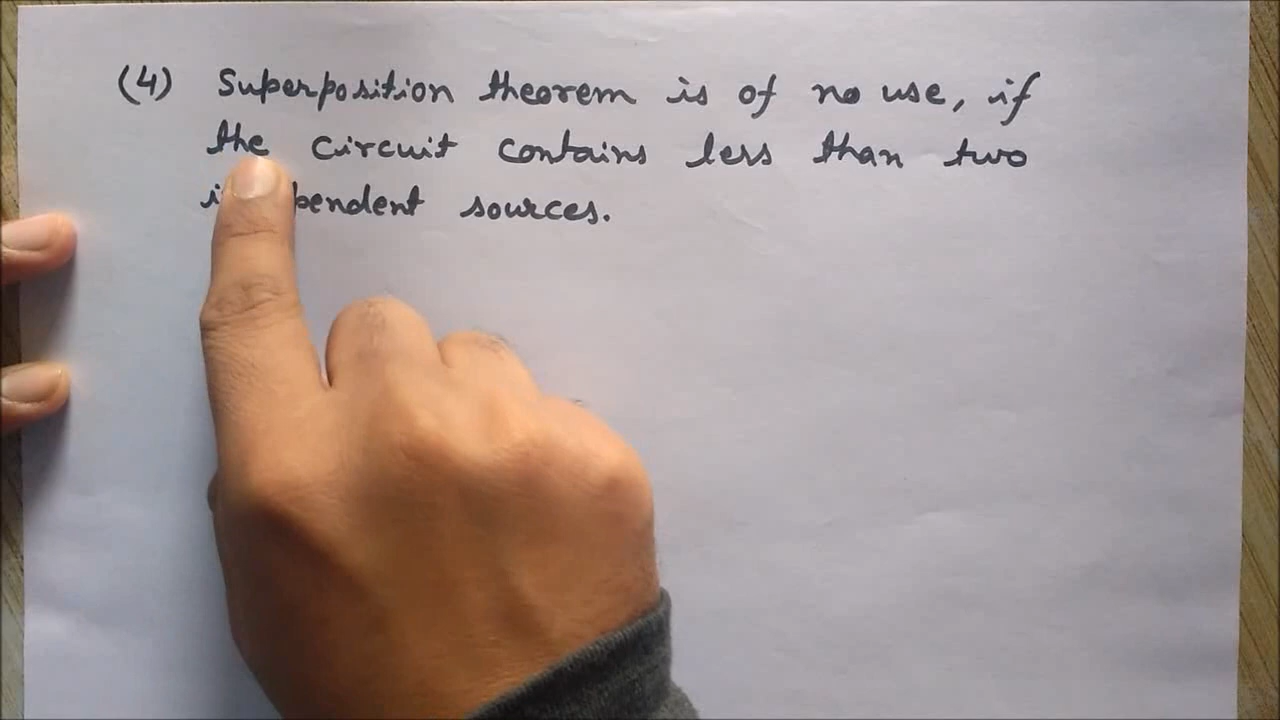 (4) Superposition theorem is of no use, if
the circuit contains less than two
sources.